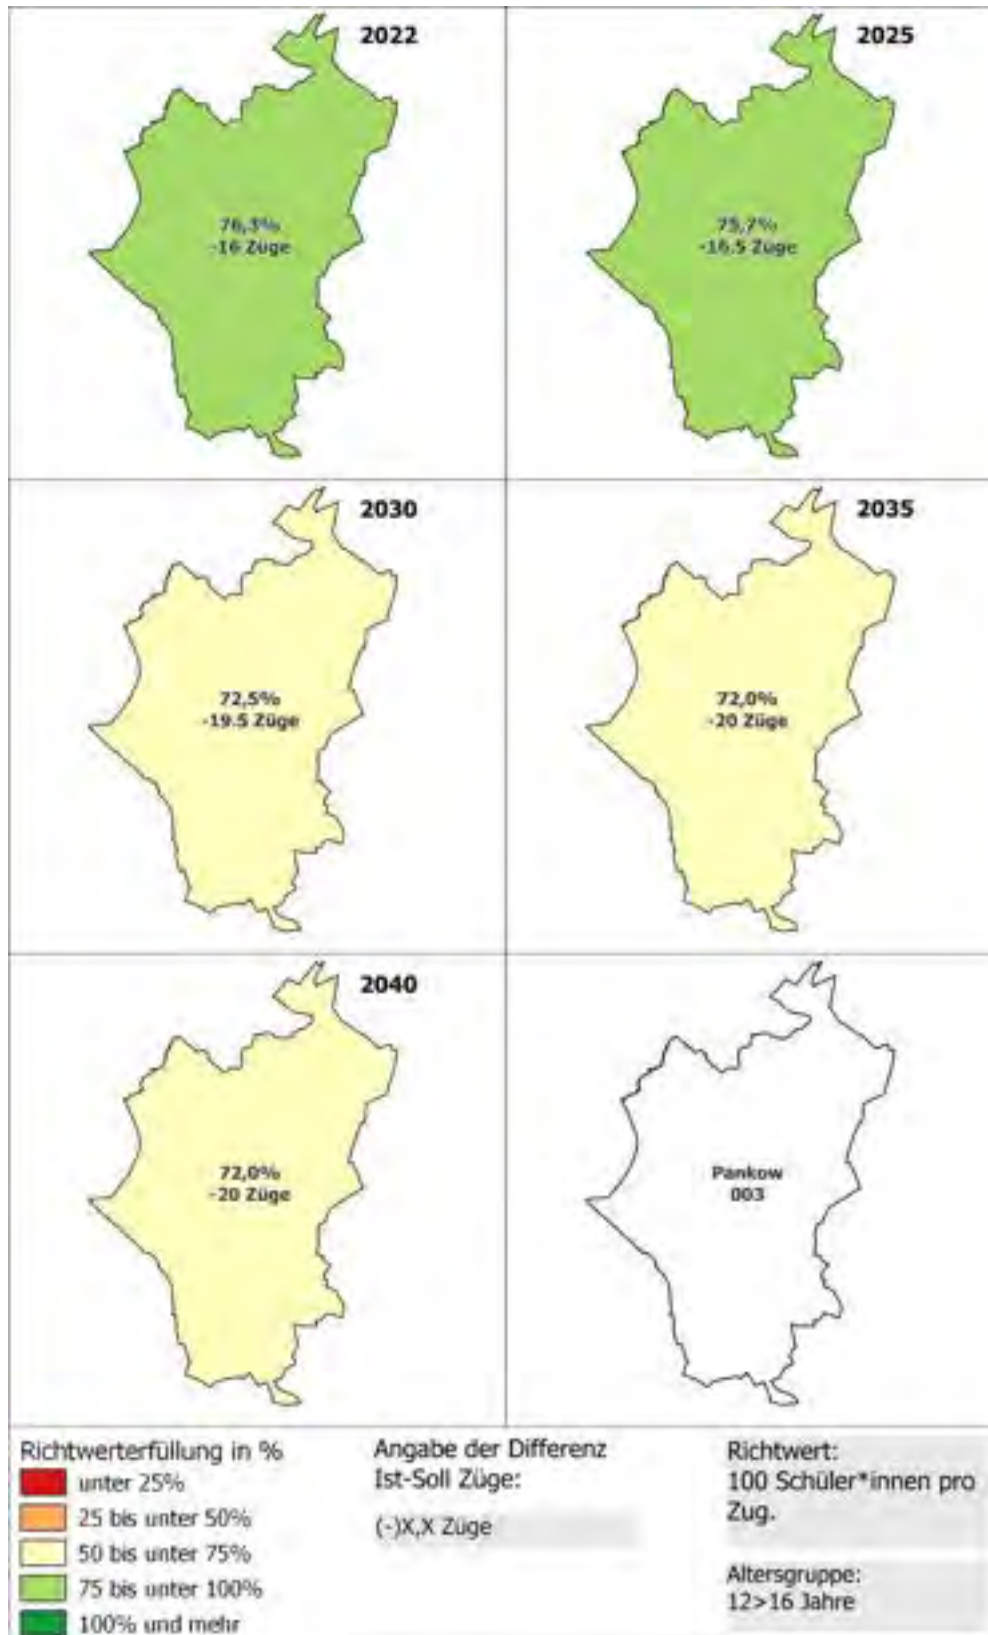 2022
76,3%
-16 Züge
2025
75,7%
-16.5 Züge
2030
72,5%
-19.5 Züge
2035
72,0%
-20 Züge
2040
72,0%
-20 Züge
Pankow
003
Richtwerterfüllung in %
unter 25%
25 bis unter 50%
50 bis unter 75%
75 bis unter 100%
100% und mehr
Angabe der Differenz
Ist-Soll Züge:
(-)X,X Züge
Richtwert:
100 Schüler*innen pro
Zug.
Altersgruppe:
12>16 Jahre